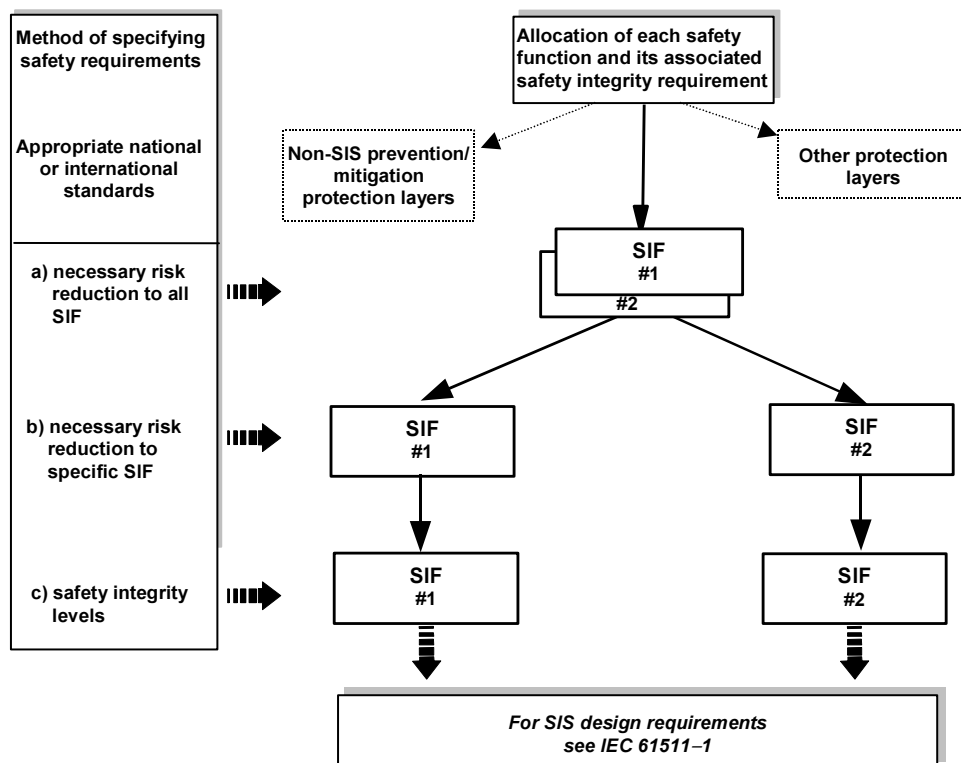 Method of specifying
safety requirements
Appropriate national
or international
standards
a) necessary risk
reduction to all
SIF
b) necessary risk
reduction to
specific SIF
c) safety integrity
levels
Allocation of each safety
function and its associated
safety integrity requirement
Non-SIS prevention/
mitigation
protection layers
Other protection
layers
SIF
#1
#2
SIF
#1
SIF
#2
SIF
#1
SIF
#2
For SIS design requirements
see IEC 61511–1